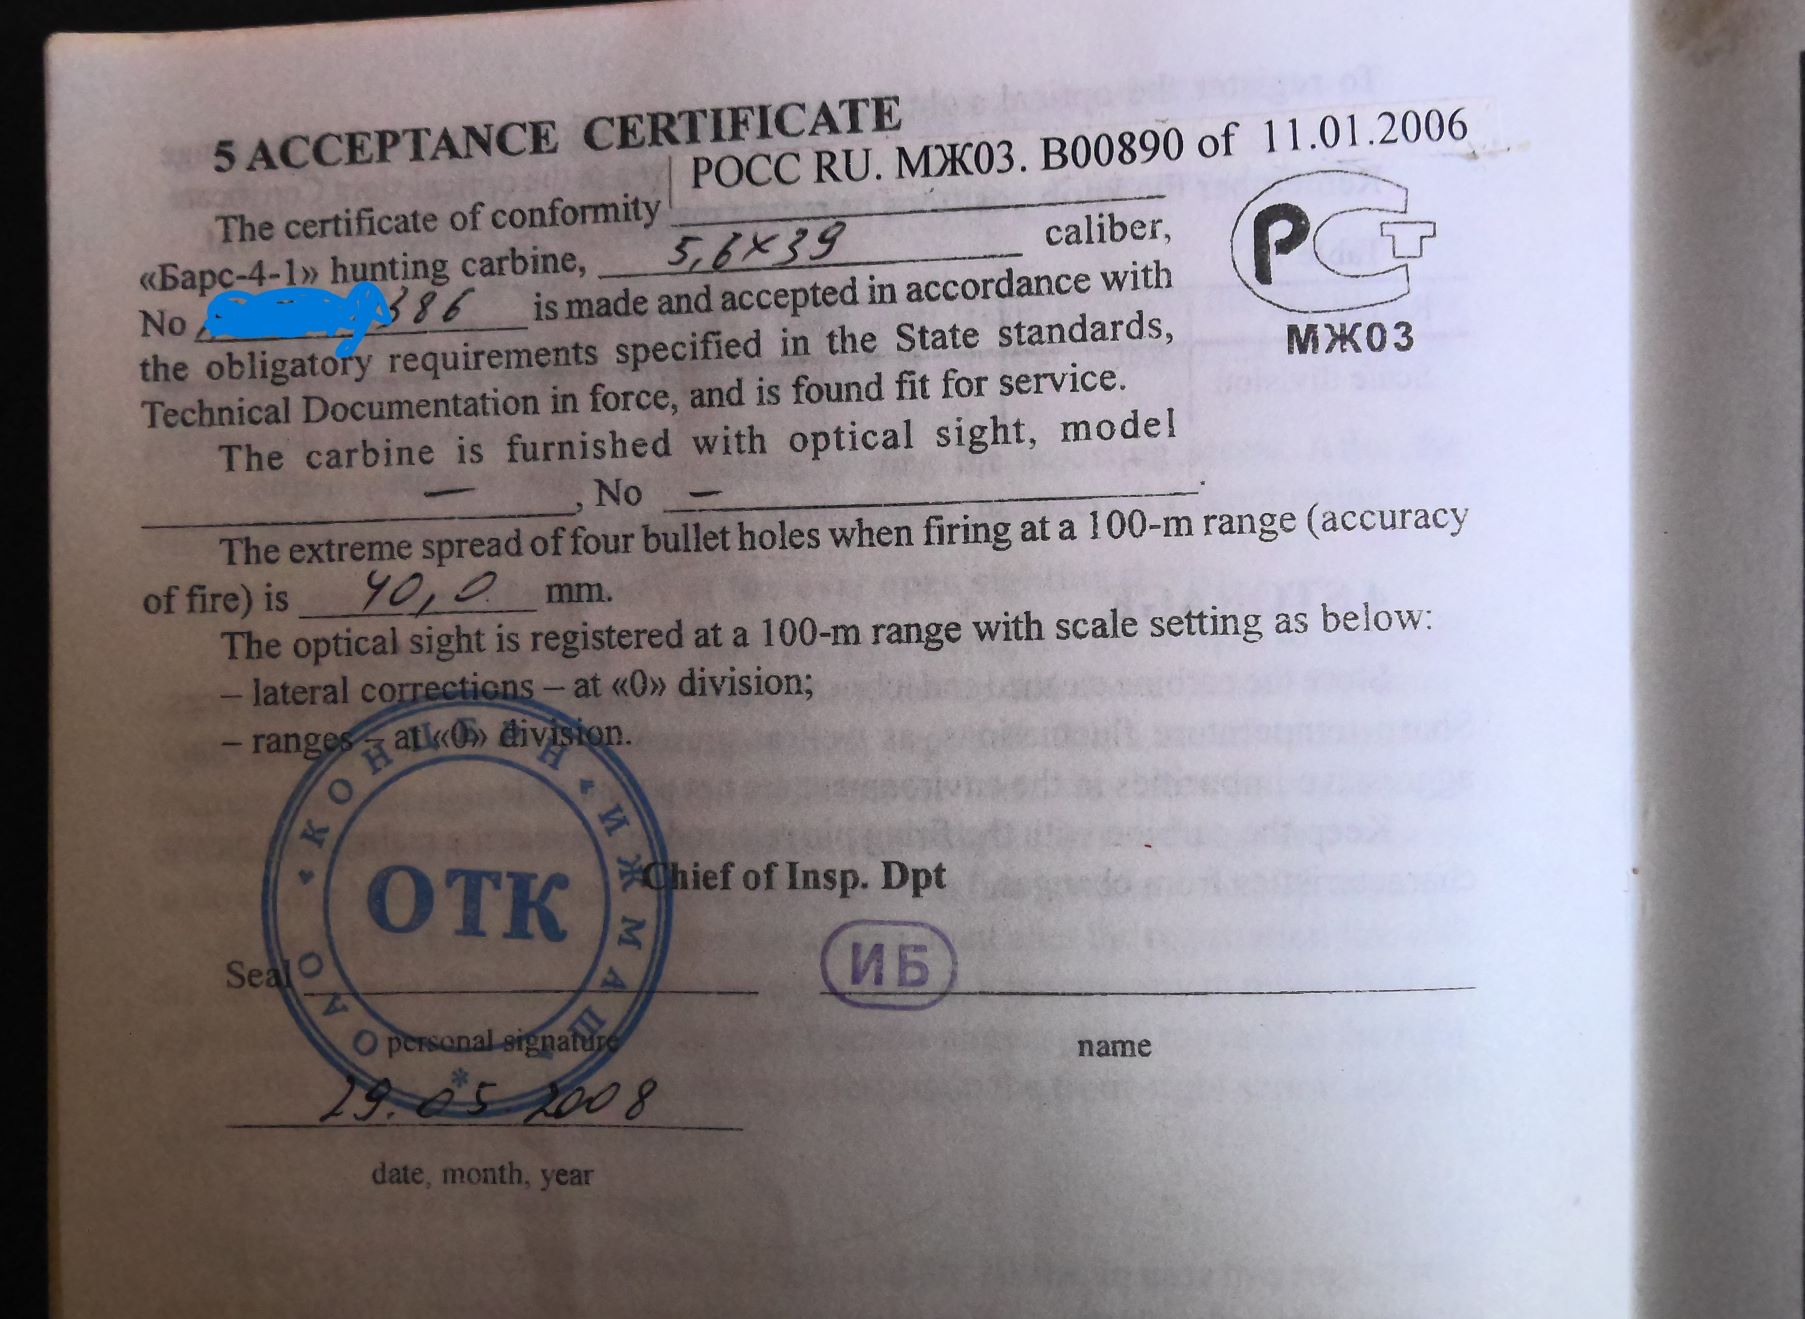 5 ACCEPTANCE CERTIFICATE
РОСС RU. МЖ03. В00890 of 11.01.2006
The certificate of conformity
«Барс-4-1» hunting carbine, 5,6×39 caliber,
No 386 is made and accepted in accordance with
the obligatory requirements specified in the State standards,
Technical Documentation in force, and is found fit for service.
РСТ
МЖ03
The carbine is furnished with optical sight, model
—, No —.
The extreme spread of four bullet holes when firing at a 100-m range (accuracy
of fire) is 40,0 mm.
The optical sight is registered at a 100-m range with scale setting as below:
– lateral corrections – at «0» division;
– ranges – at «0» division.
ОАО КОНЦЕРН ИЖМАШ *
ОТК
Chief of Insp. Dpt
Seal
ИБ
personal signature
name
29.05.2008
date, month, year